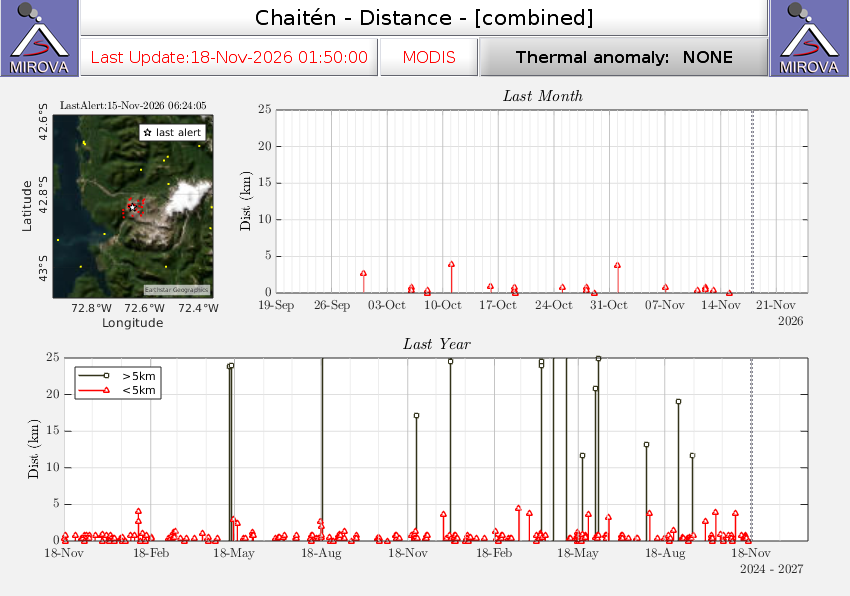 Chaitén - Distance - [combined]
MIROVA
Last Update:18-Nov-2026 01:50:00
MODIS
Thermal anomaly: NONE
MIROVA
LastAlert:15-Nov-2026 06:24:05
last alert
42.6°S
42.8°S
43°S
Latitude
Earthstar Geographics
72.8°W 72.6°W 72.4°W
Longitude
Last Month
25
20
15
10
5
0
Dist (km)
19-Sep 26-Sep 03-Oct 10-Oct 17-Oct 24-Oct 31-Oct 07-Nov 14-Nov 21-Nov
2026
Last Year
>5km
<5km
25
20
15
10
5
0
Dist (km)
18-Nov 18-Feb 18-May 18-Aug 18-Nov 18-Feb 18-May 18-Aug 18-Nov
2024 - 2027